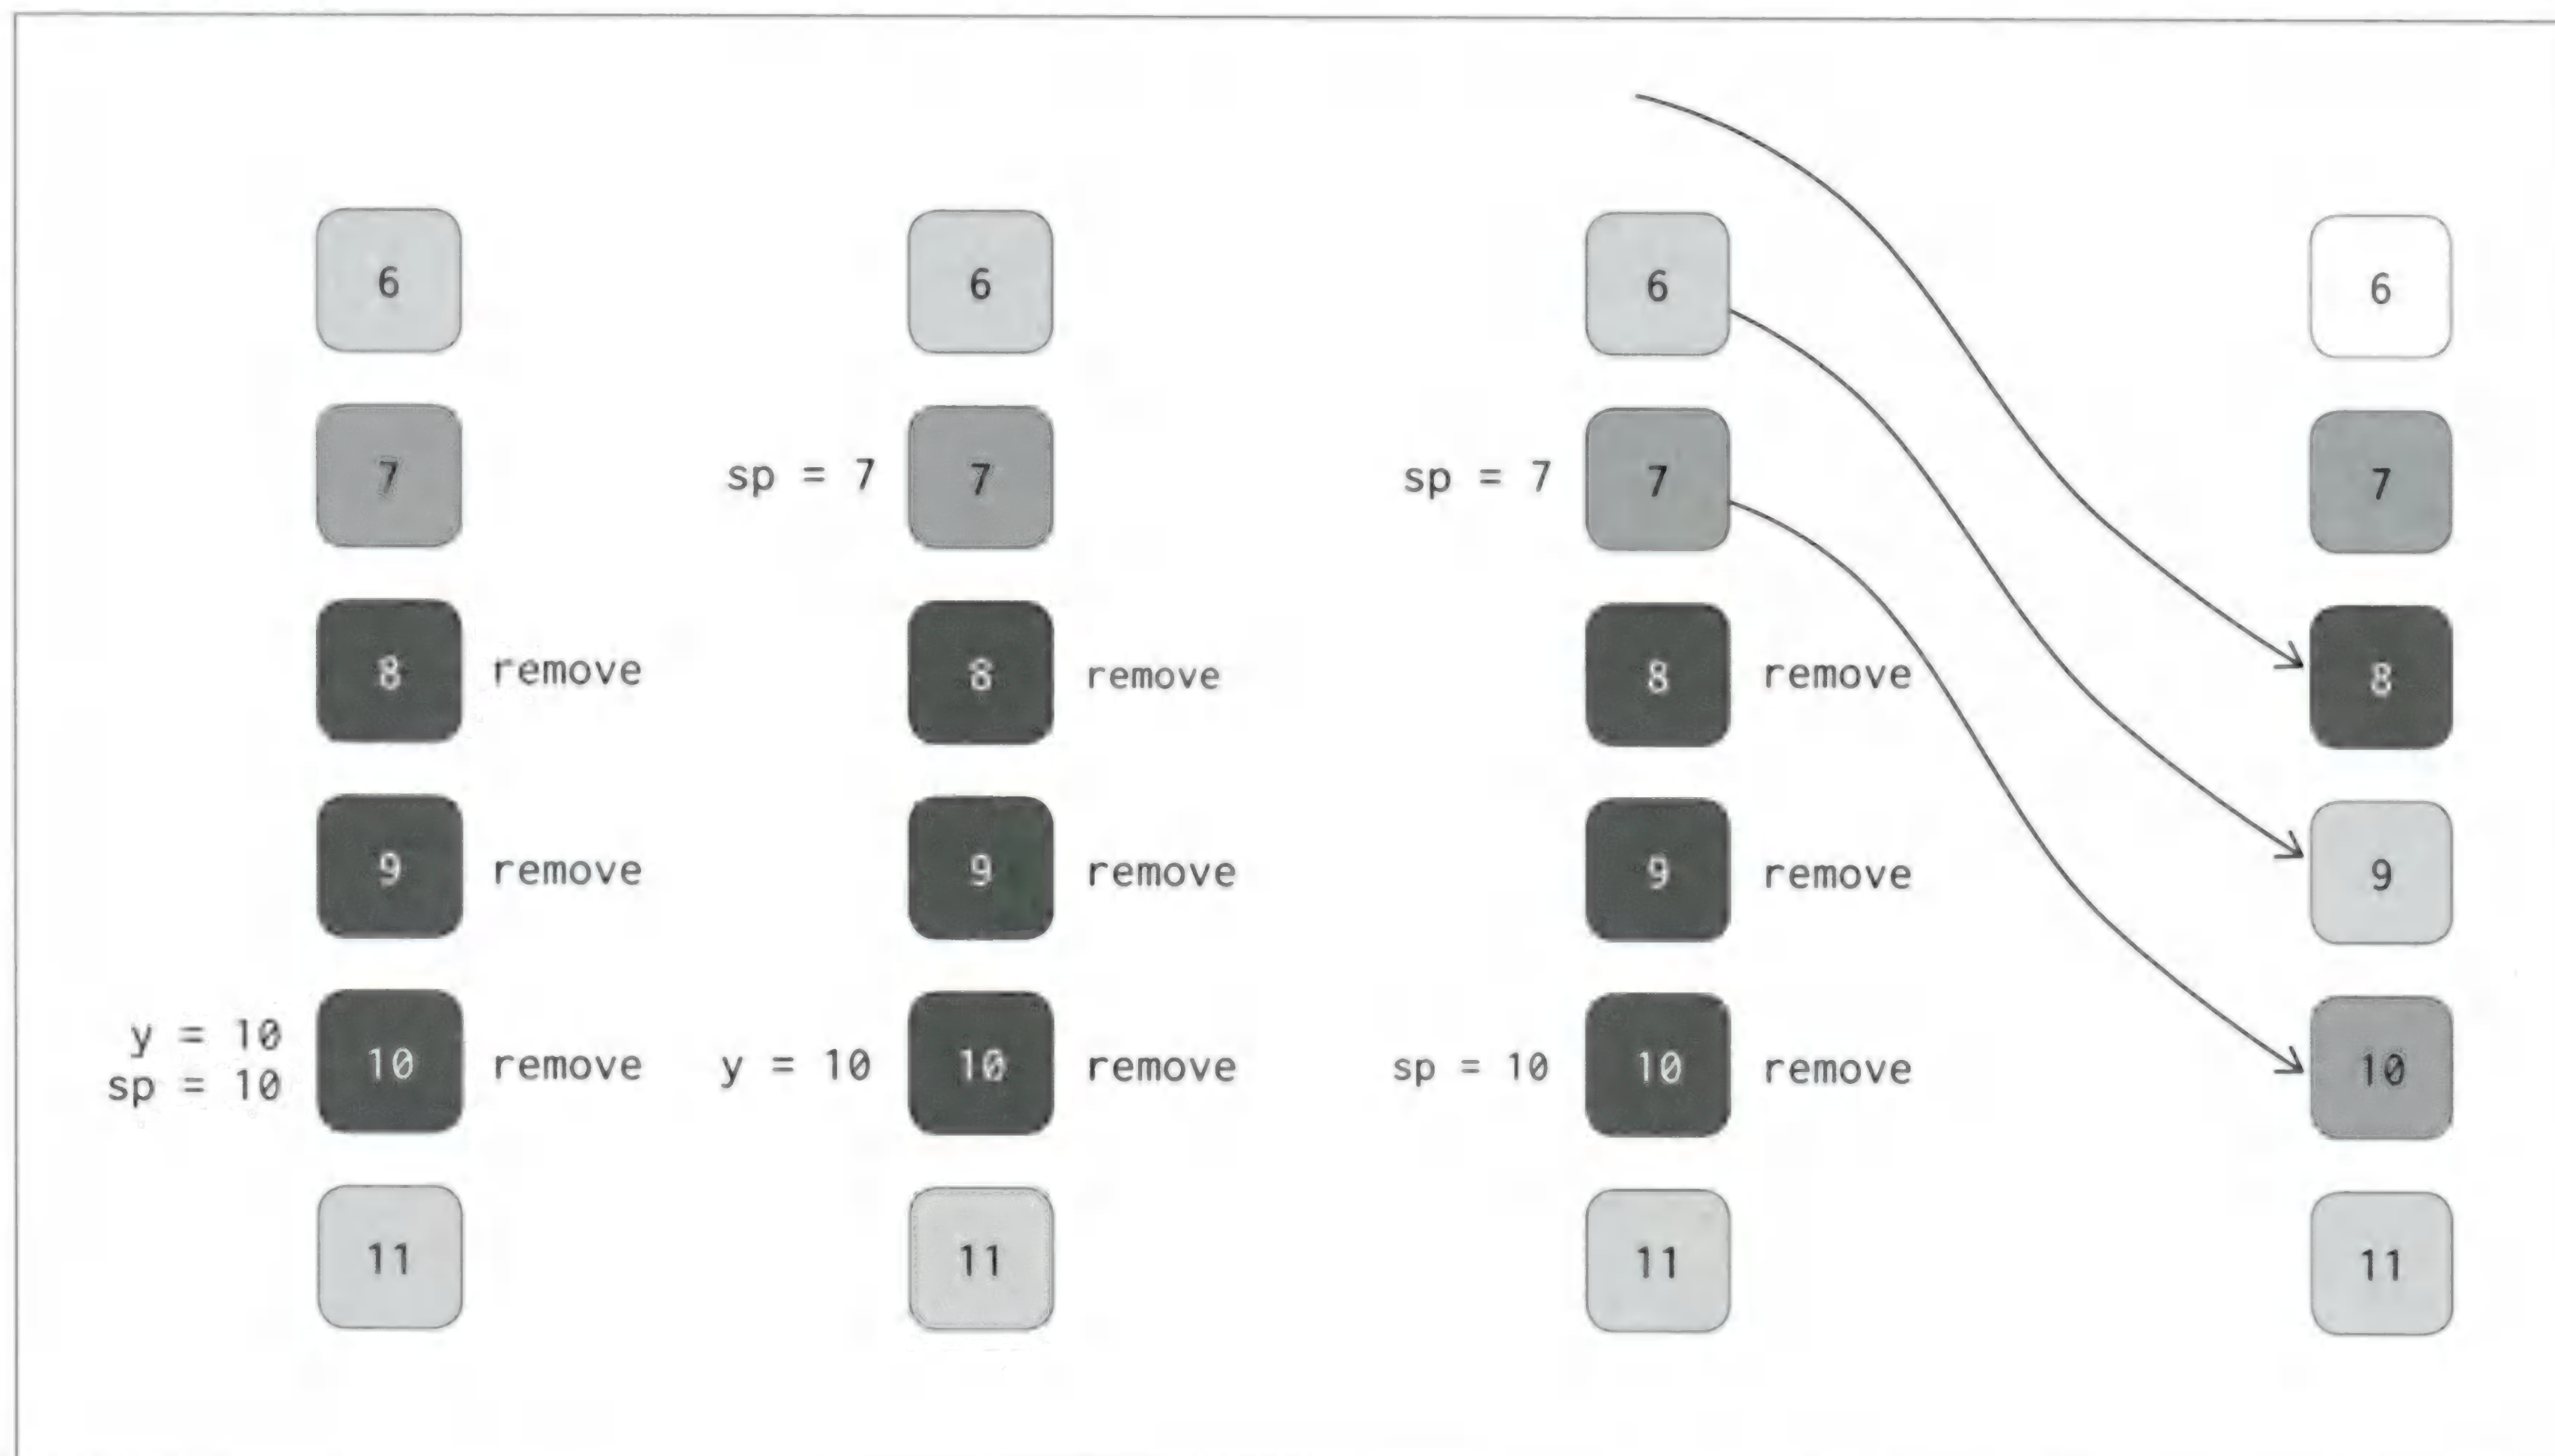 6 6 6 6
7 sp = 7 7 sp = 7 7 7
8 remove 8 remove 8 remove 8
9 remove 9 remove 9 remove 9
y = 10
sp = 10 10 remove y = 10 10 remove sp = 10 10 remove 10
11 11 11 11